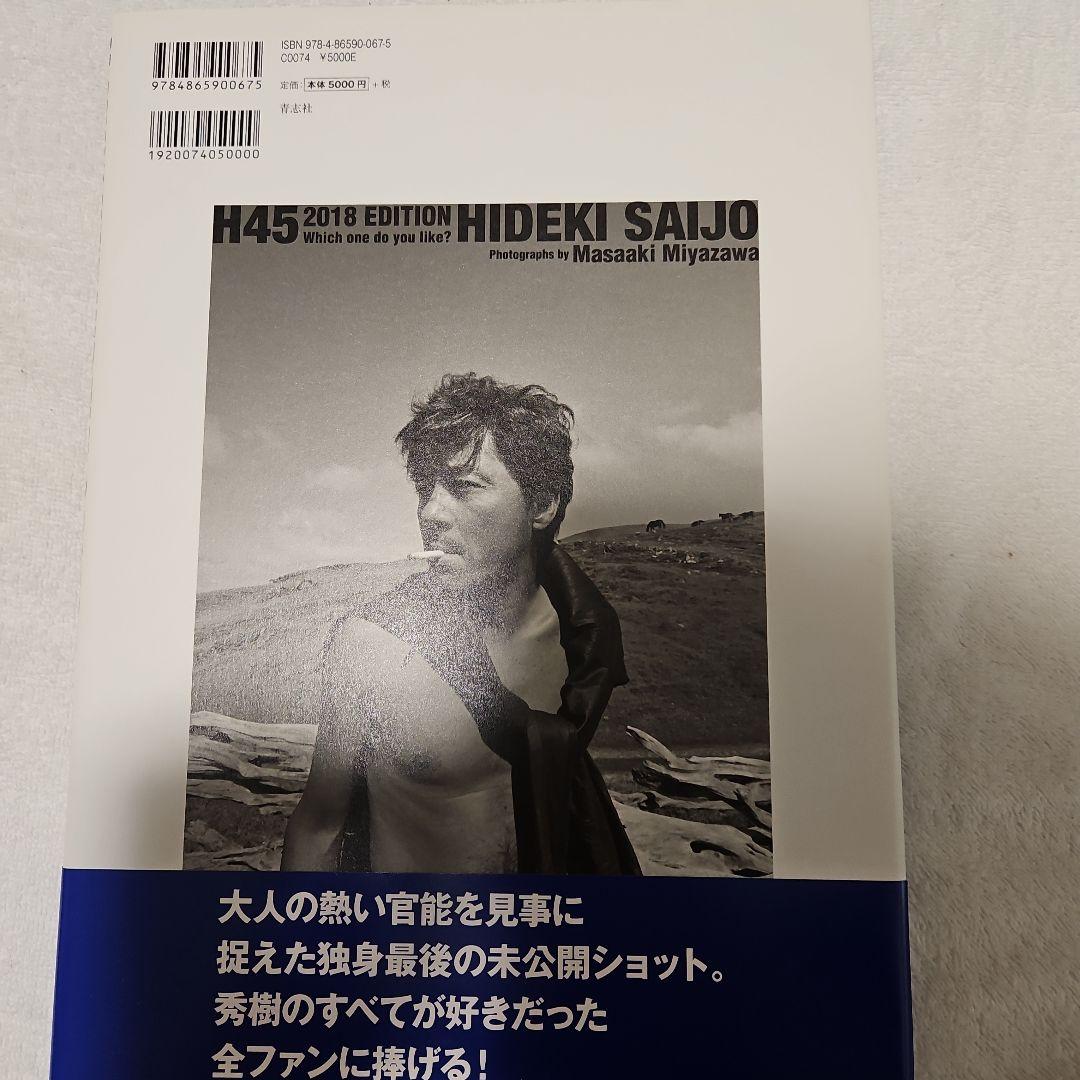 ISBN 978-4-86590-067-5
C0074 ¥5000E
9784865900675
定価：本体 5000 円 + 税
青志社
1920074050000
H45 2018 EDITION HIDEKI SAIJO
Which one do you like?
Photographs by Masaaki Miyazawa
大人の熱い官能を見事に
捉えた独身最後の未公開ショット。
秀樹のすべてが好きだった
全ファンに捧げる！